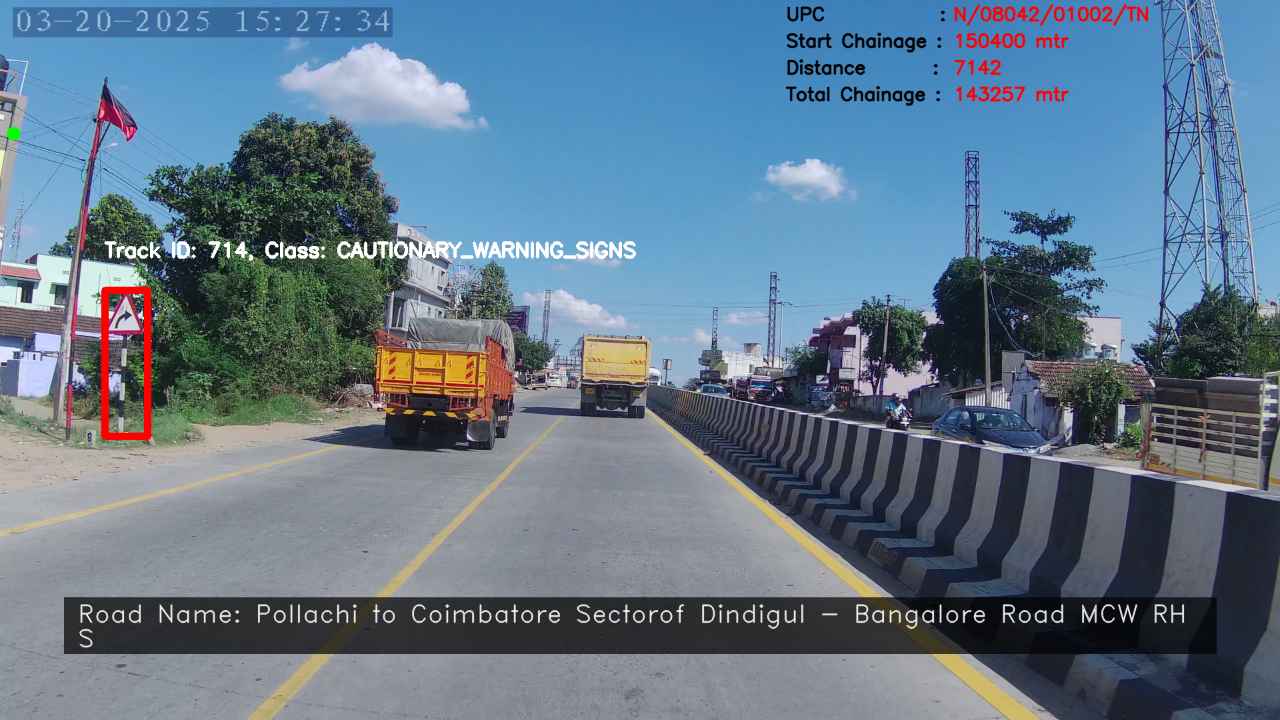 03-20-2025 15:27:34
UPC : N/08042/01002/TN
Start Chainage : 150400 mtr
Distance : 7142
Total Chainage : 143257 mtr
Track ID: 714, Class: CAUTIONARY_WARNING_SIGNS
Road Name: Pollachi to Coimbatore Sectorof Dindigul - Bangalore Road MCW RH
S